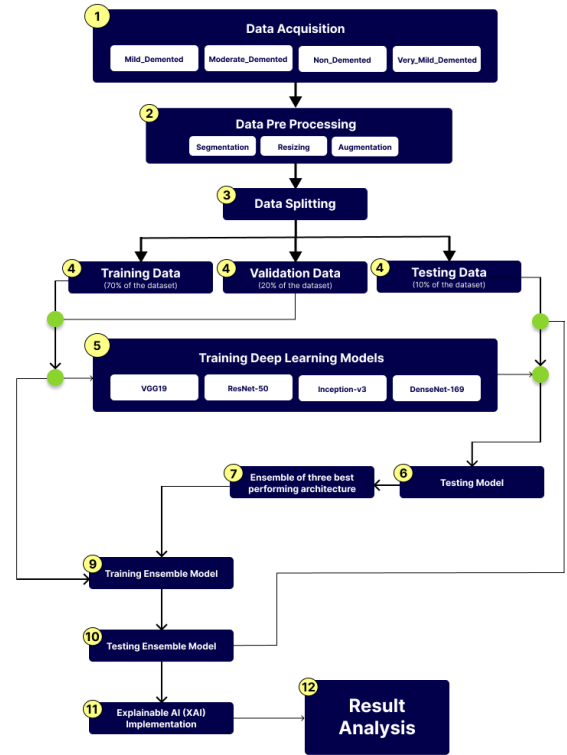 1
Data Acquisition
Mild_Demented
Moderate_Demented
Non_Demented
Very_Mild_Demented
2
Data Pre Processing
Segmentation
Resizing
Augmentation
3
Data Splitting
4
Training Data
(70% of the dataset)
4
Validation Data
(20% of the dataset)
4
Testing Data
(10% of the dataset)
5
Training Deep Learning Models
VGG19
ResNet-50
Inception-v3
DenseNet-169
7
Ensemble of three best
performing architecture
6
Testing Model
9
Training Ensemble Model
10
Testing Ensemble Model
11
Explainable AI (XAI)
Implementation
12
Result
Analysis